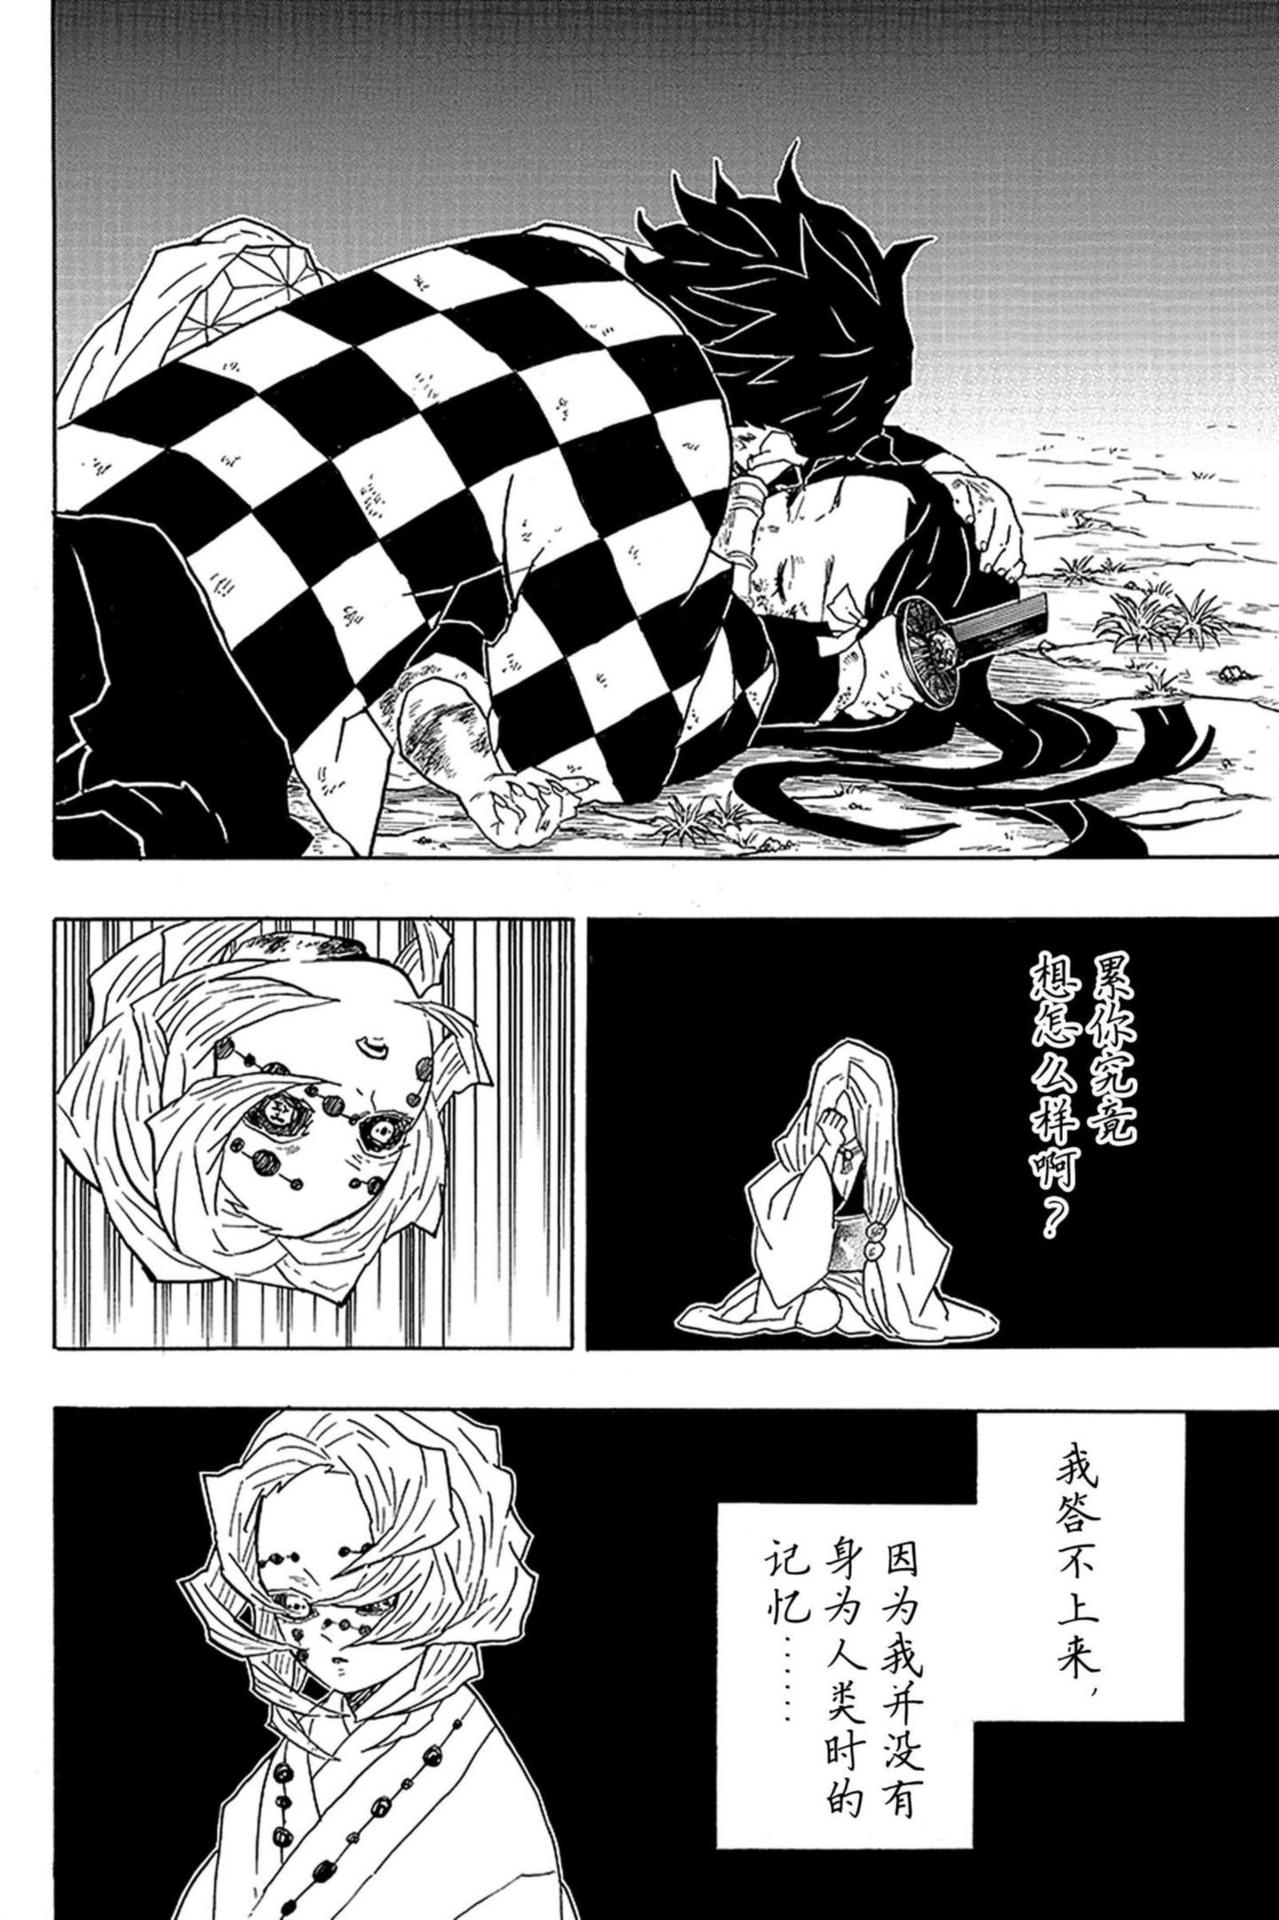 累你究竟
想怎么样啊？
我答不上来，
因为我并没有
身为人类时的
记忆……